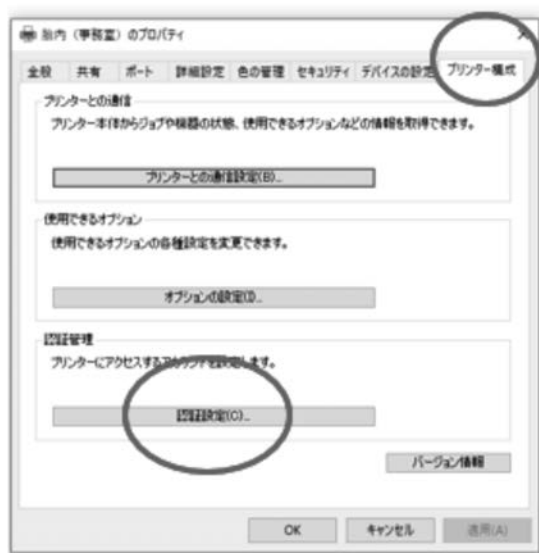 胎内（事務室）のプロパティ
全般 共有 ポート 詳細設定 色の管理 セキュリティ デバイスの設定 プリンター構成
プリンターとの通信
プリンター本体からジョブや機器の状態、使用できるオプションなどの情報を取得できます。
プリンターとの通信設定(B)...
使用できるオプション
使用できるオプションの各種設定を変更できます。
オプションの設定(I)...
認証管理
プリンターにアクセスするアカウントを設定します。
認証設定(C)...
バージョン情報
OK キャンセル 適用(A)